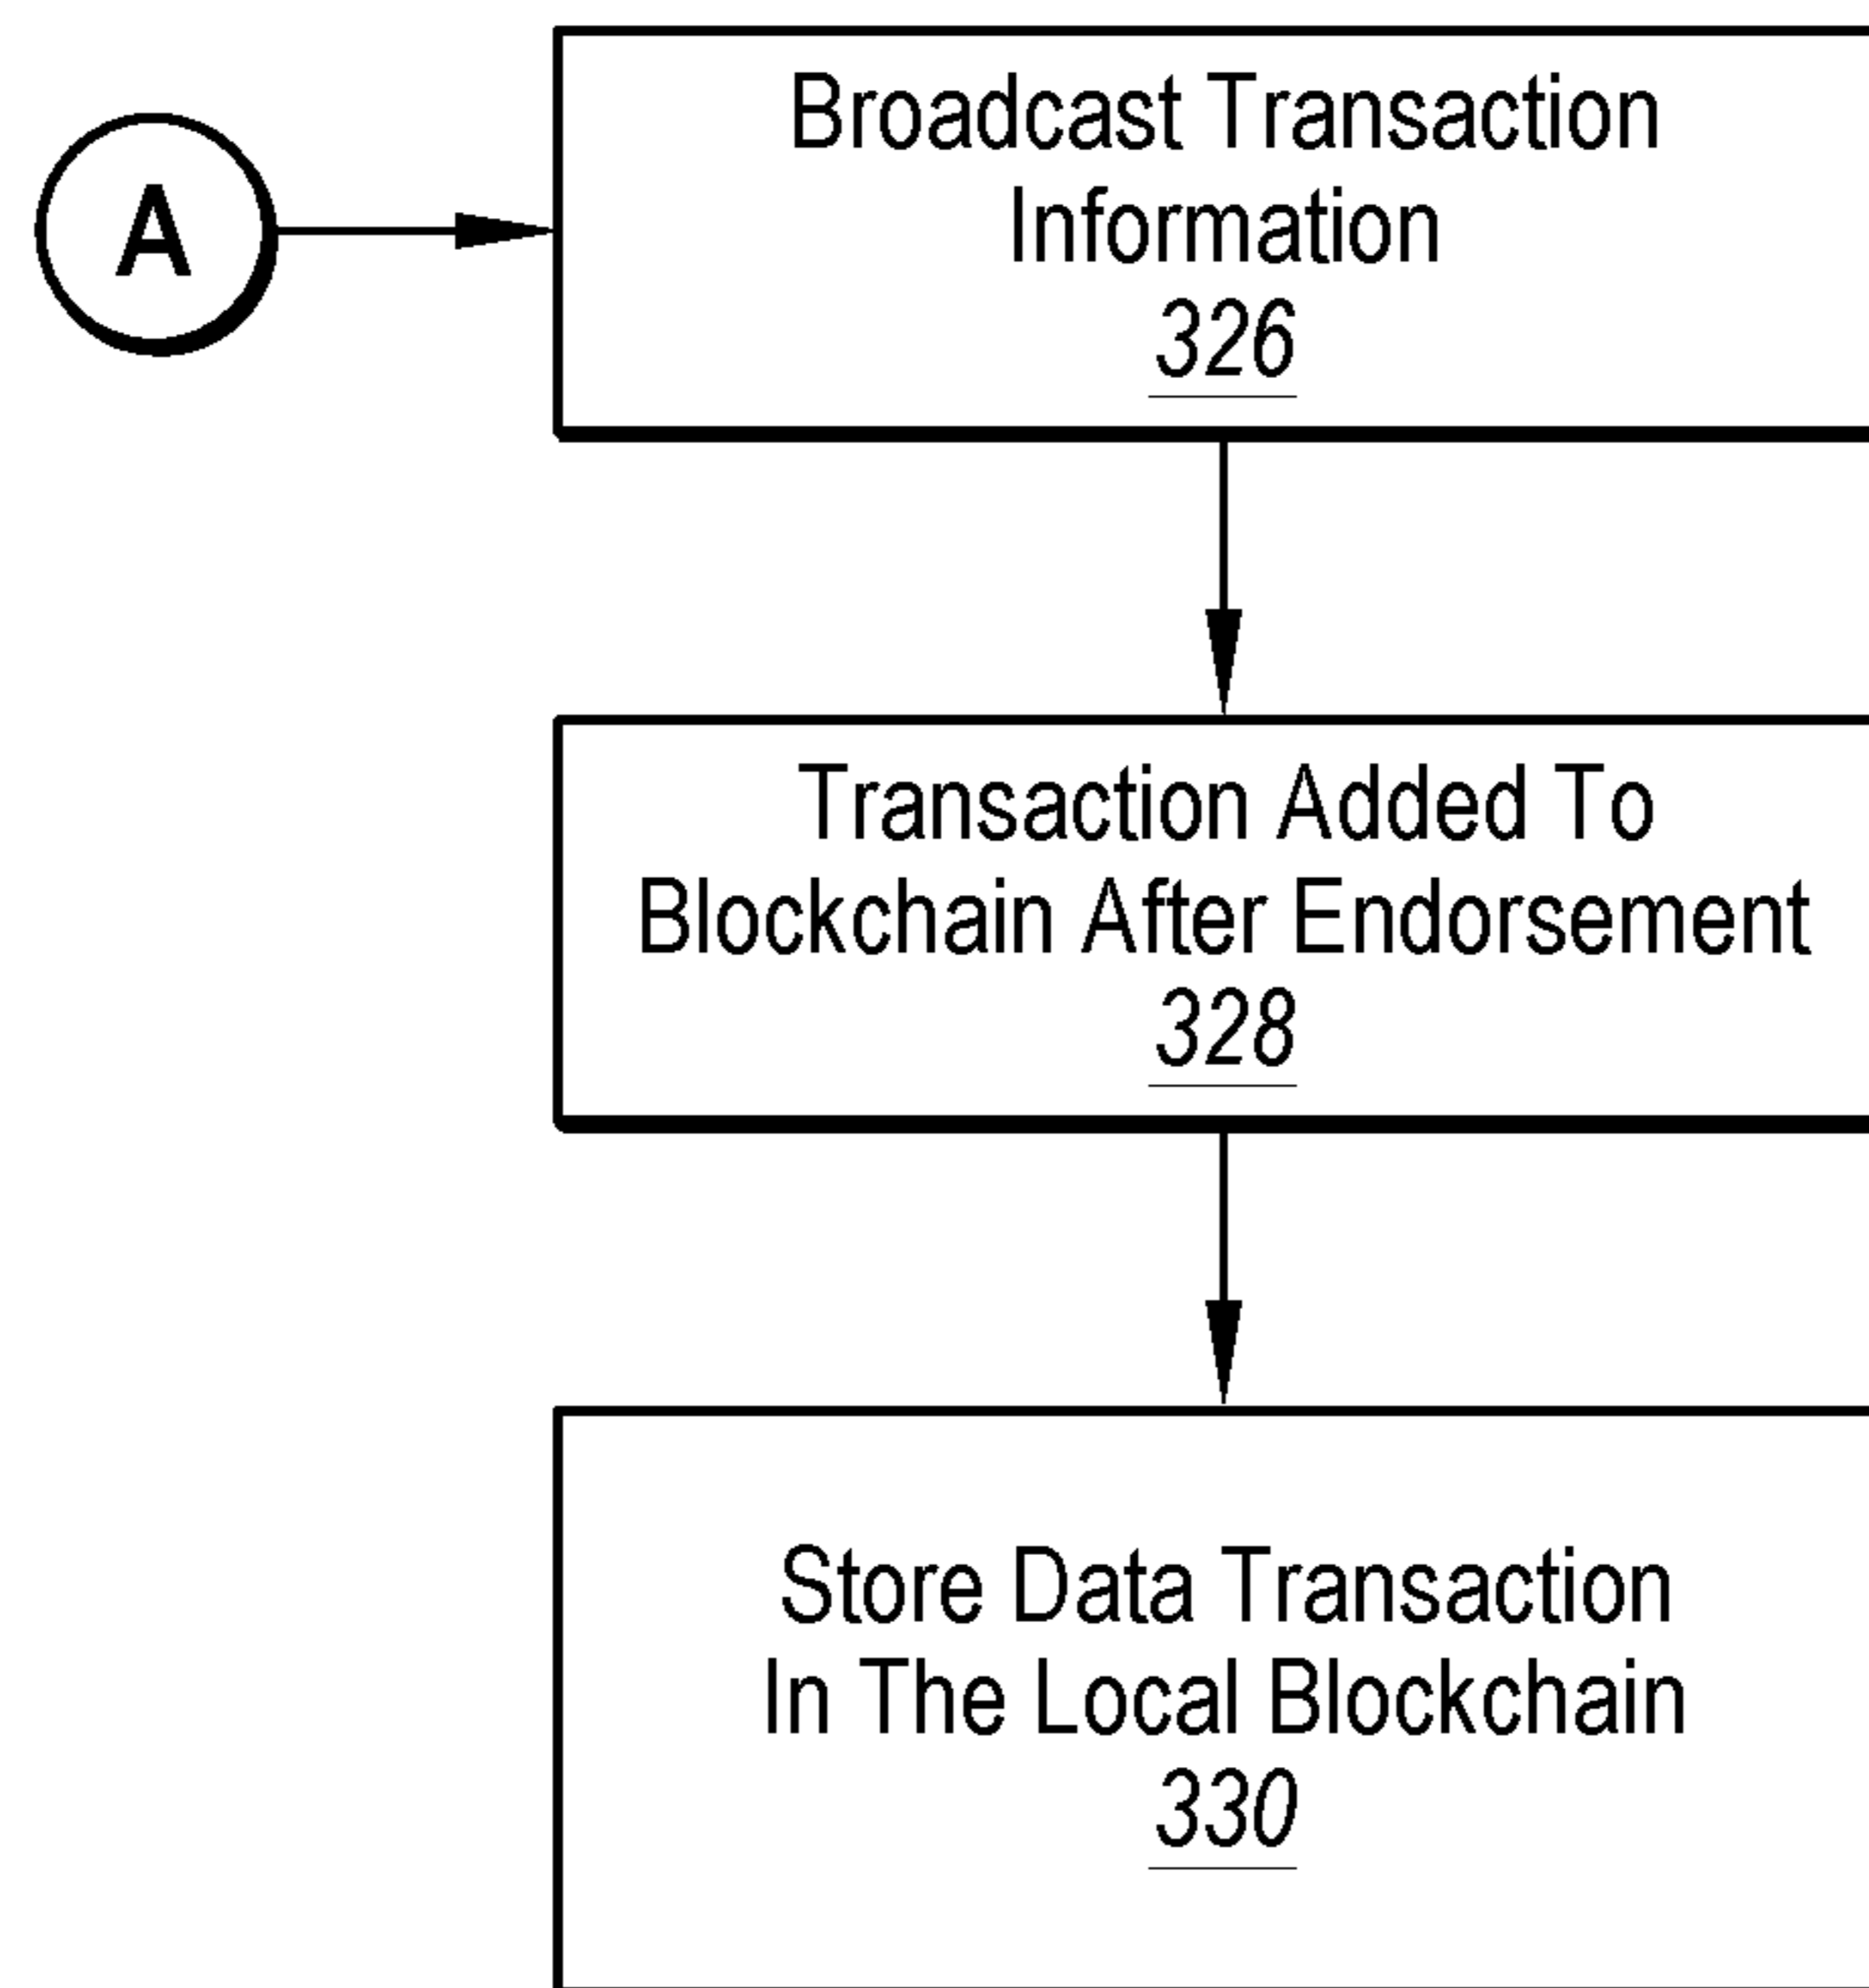 A
Broadcast Transaction
Information
326
Transaction Added To
Blockchain After Endorsement
328
Store Data Transaction
In The Local Blockchain
330